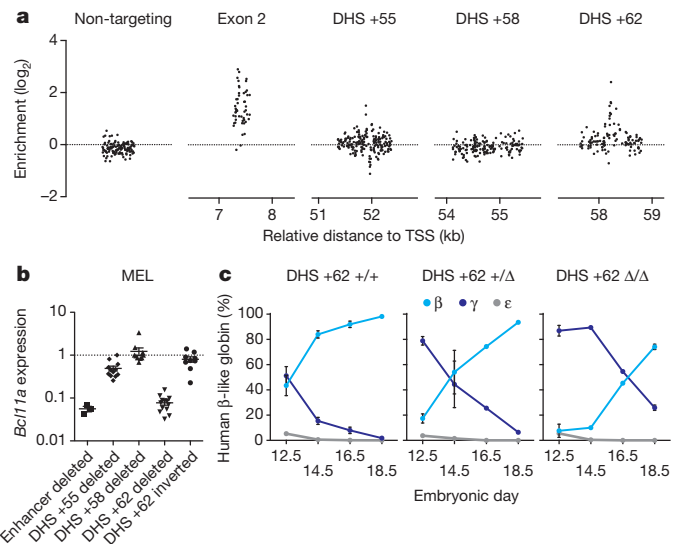 a
Non-targeting
Exon 2
DHS +55
DHS +58
DHS +62
Enrichment (log2)
4
2
0
−2
7
8
51
52
54
55
58
59
Relative distance to TSS (kb)
b
MEL
Bcl11a expression
10
1
0.1
0.01
Enhancer deleted
DHS +55 deleted
DHS +58 deleted
DHS +62 deleted
DHS +62 inverted
c
DHS +62 +/+
DHS +62 +/Δ
DHS +62 Δ/Δ
β
γ
ε
Human β-like globin (%)
100
80
60
40
20
0
12.5
14.5
16.5
18.5
12.5
14.5
16.5
18.5
12.5
14.5
16.5
18.5
Embryonic day